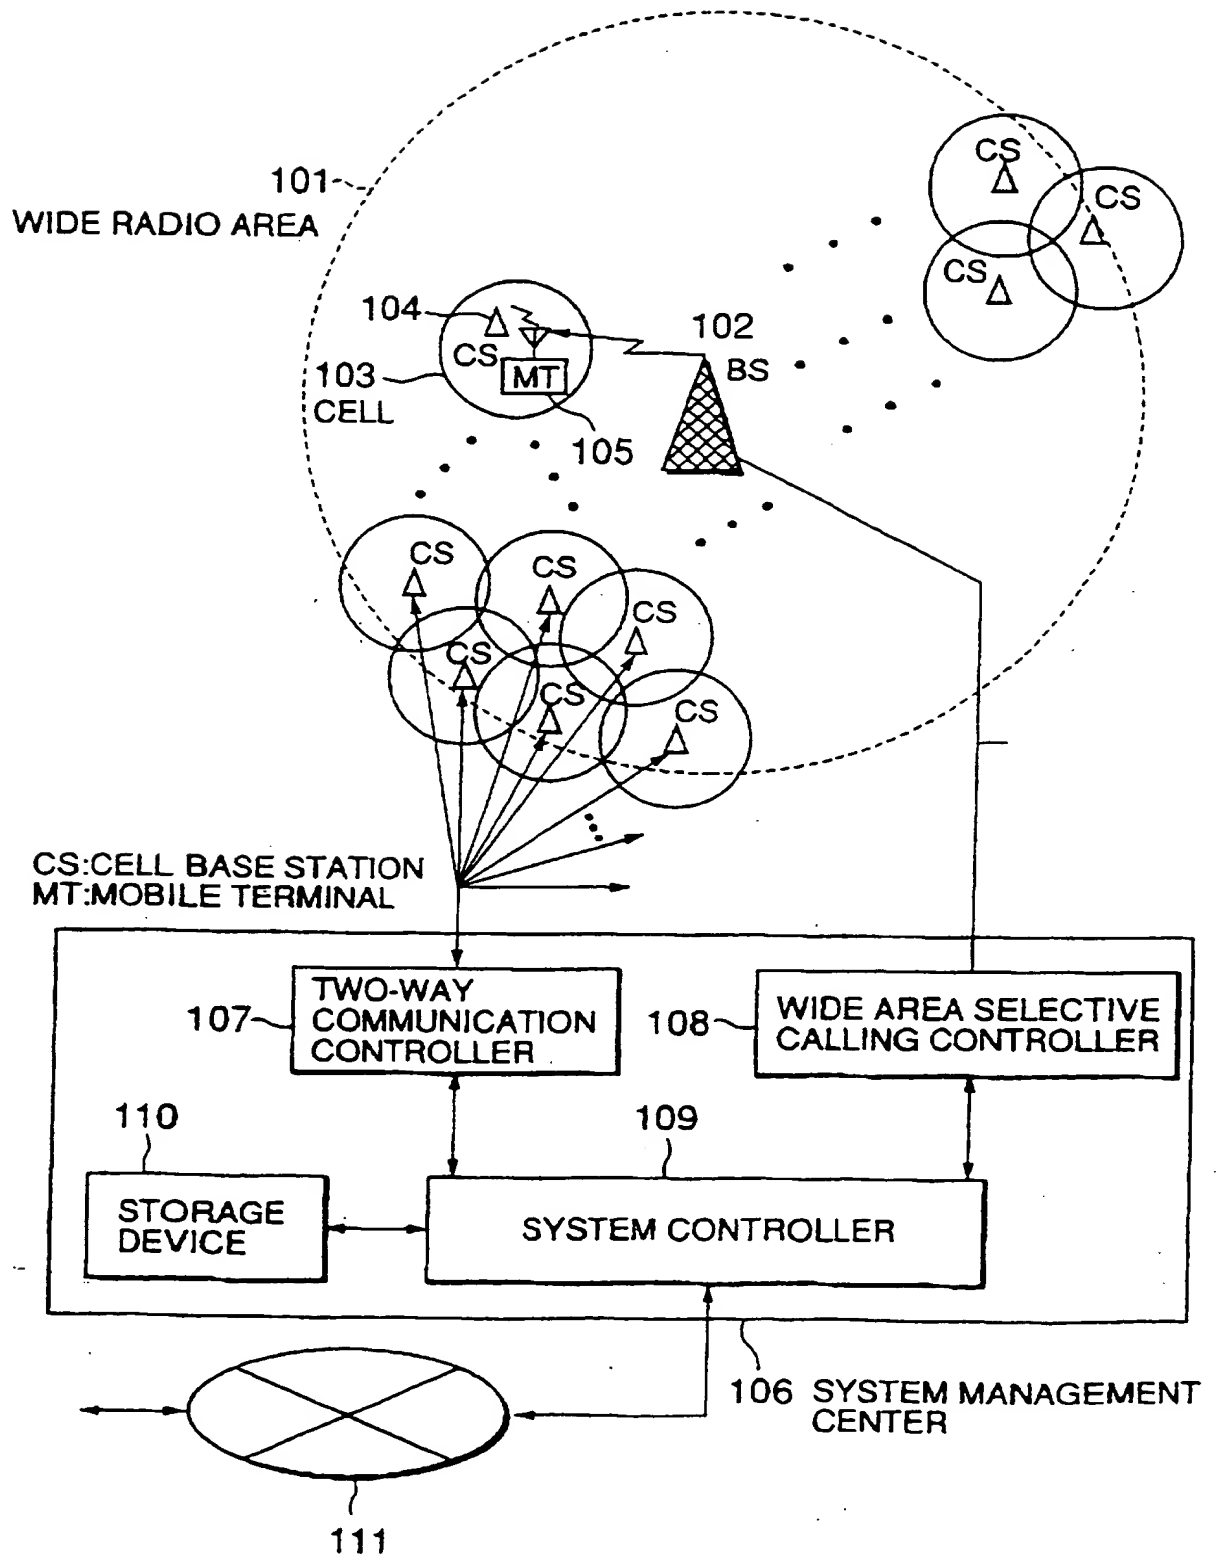 CS
CS
CS
101
WIDE RADIO AREA
104
CS
MT
102
BS
103
CELL
105
CS
CS
CS
CS
CS
CS
CS:CELL BASE STATION
MT:MOBILE TERMINAL
107
TWO-WAY
COMMUNICATION
CONTROLLER
108
WIDE AREA SELECTIVE
CALLING CONTROLLER
110
109
STORAGE
DEVICE
SYSTEM CONTROLLER
106 SYSTEM MANAGEMENT
CENTER
111